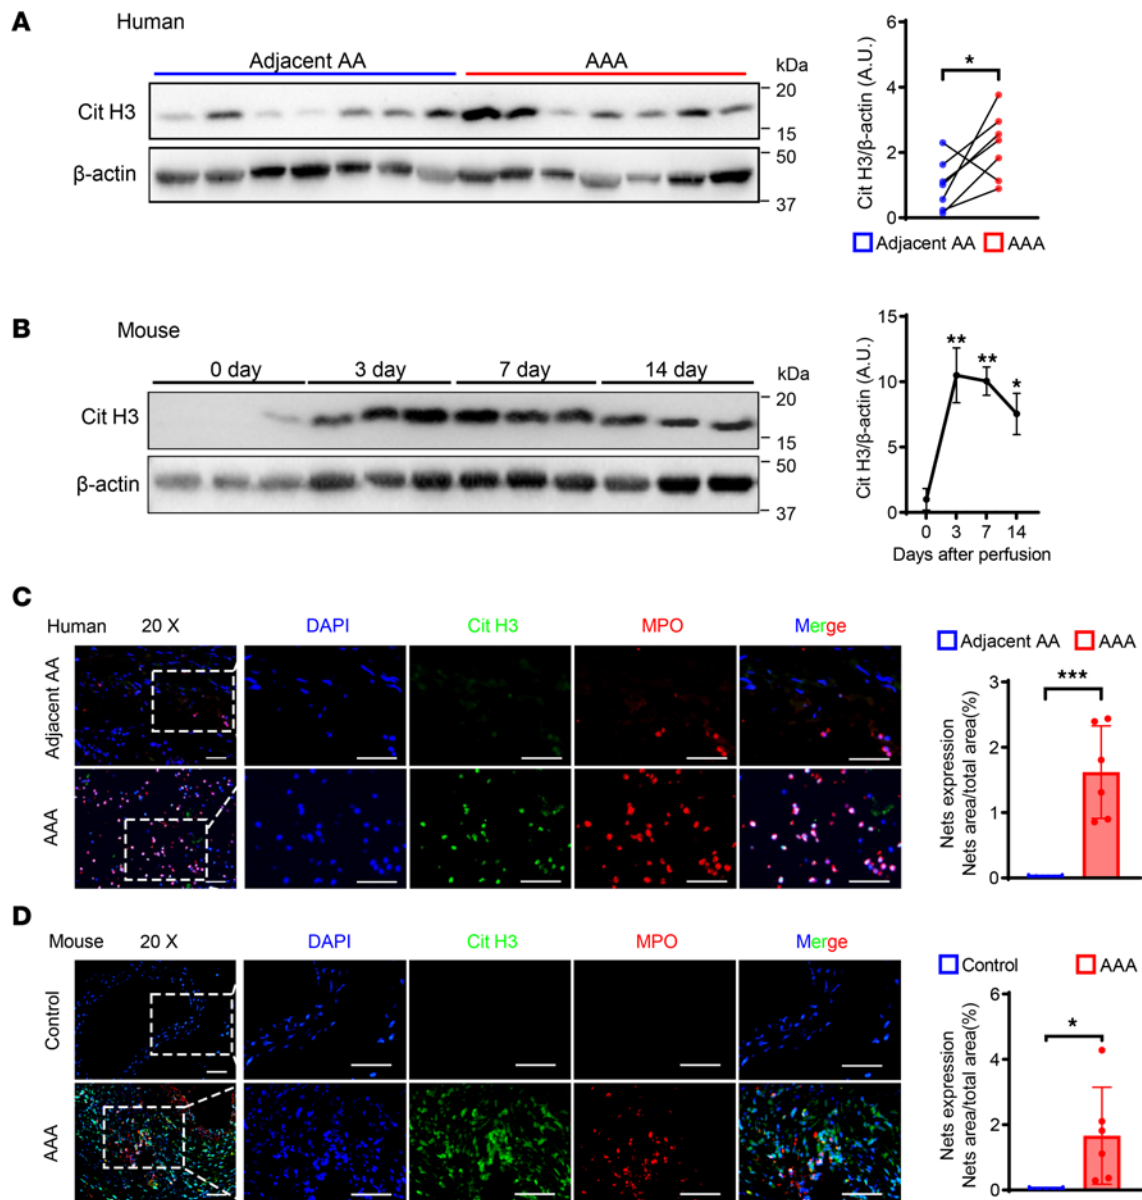 A
Human
Adjacent AA
AAA
kDa
Cit H3
20
15
β-actin
50
37
Cit H3/β-actin (A.U.)
6
4
2
0
*
Adjacent AA
AAA
B
Mouse
0 day
3 day
7 day
14 day
kDa
Cit H3
20
15
β-actin
50
37
Cit H3/β-actin (A.U.)
15
10
5
0
**
**
*
0
3
7
14
Days after perfusion
C
Human
20 X
DAPI
Cit H3
MPO
Merge
Adjacent AA
AAA
Adjacent AA
AAA
Nets expression
Nets area/total area(%)
3
2
1
0
***
D
Mouse
20 X
DAPI
Cit H3
MPO
Merge
Control
AAA
Control
AAA
Nets expression
Nets area/total area(%)
6
4
2
0
*